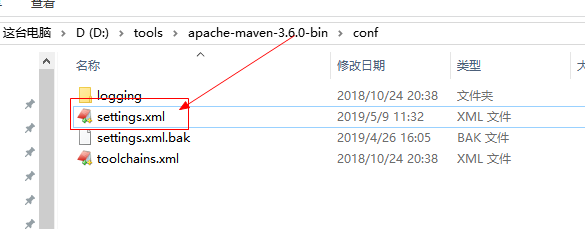 查看
这台电脑 > D (D:) > tools > apache-maven-3.6.0-bin > conf
名称 修改日期 类型
logging 2018/10/24 20:38 文件夹
settings.xml 2019/5/9 11:32 XML 文件
settings.xml.bak 2019/4/26 16:05 BAK 文件
toolchains.xml 2018/10/24 20:38 XML 文件